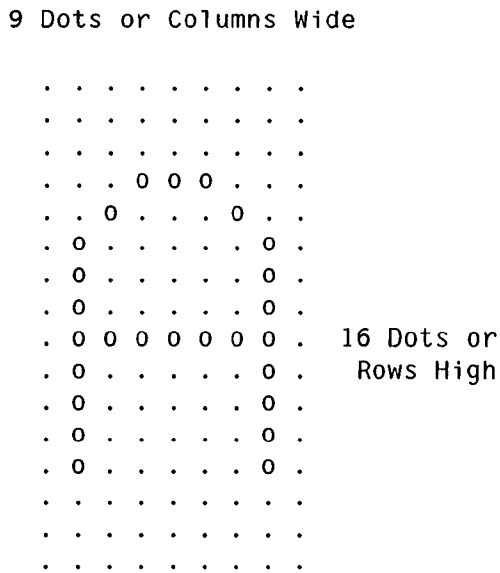 9 Dots or Columns Wide
. . . . . . . . .
. . . . . . . . .
. . . . . . . . .
. . . o o o . . .
. . o . . . o . .
. o . . . . . o .
. o . . . . . o .
. o . . . . . o .
. o o o o o o o . 16 Dots or
. o . . . . . o . Rows High
. o . . . . . o .
. o . . . . . o .
. o . . . . . o .
. . . . . . . . .
. . . . . . . . .
. . . . . . . . .